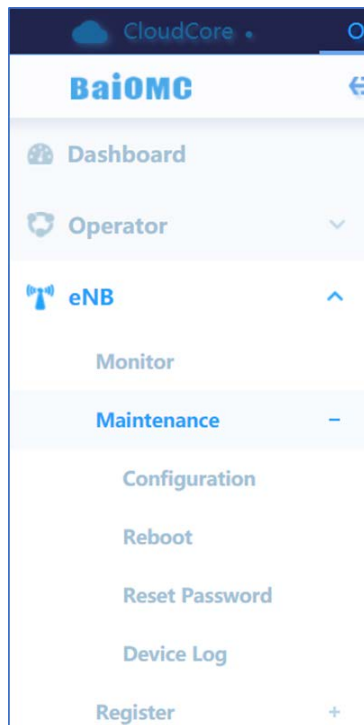 CloudCore
BaiOMC
Dashboard
Operator
eNB
Monitor
Maintenance
Configuration
Reboot
Reset Password
Device Log
Register